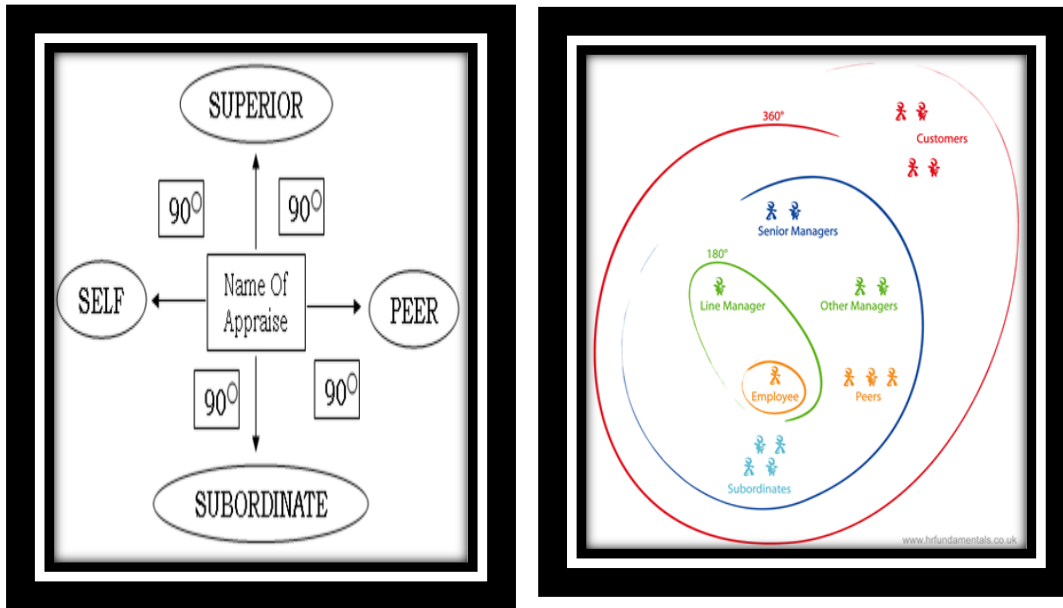 SUPERIOR
90○
90○
SELF
Name Of
Appraise
PEER
90○
90○
SUBORDINATE
360°
Customers
Senior Managers
180°
Line Manager
Other Managers
Employee
Peers
Subordinates
www.hrfundamentals.co.uk